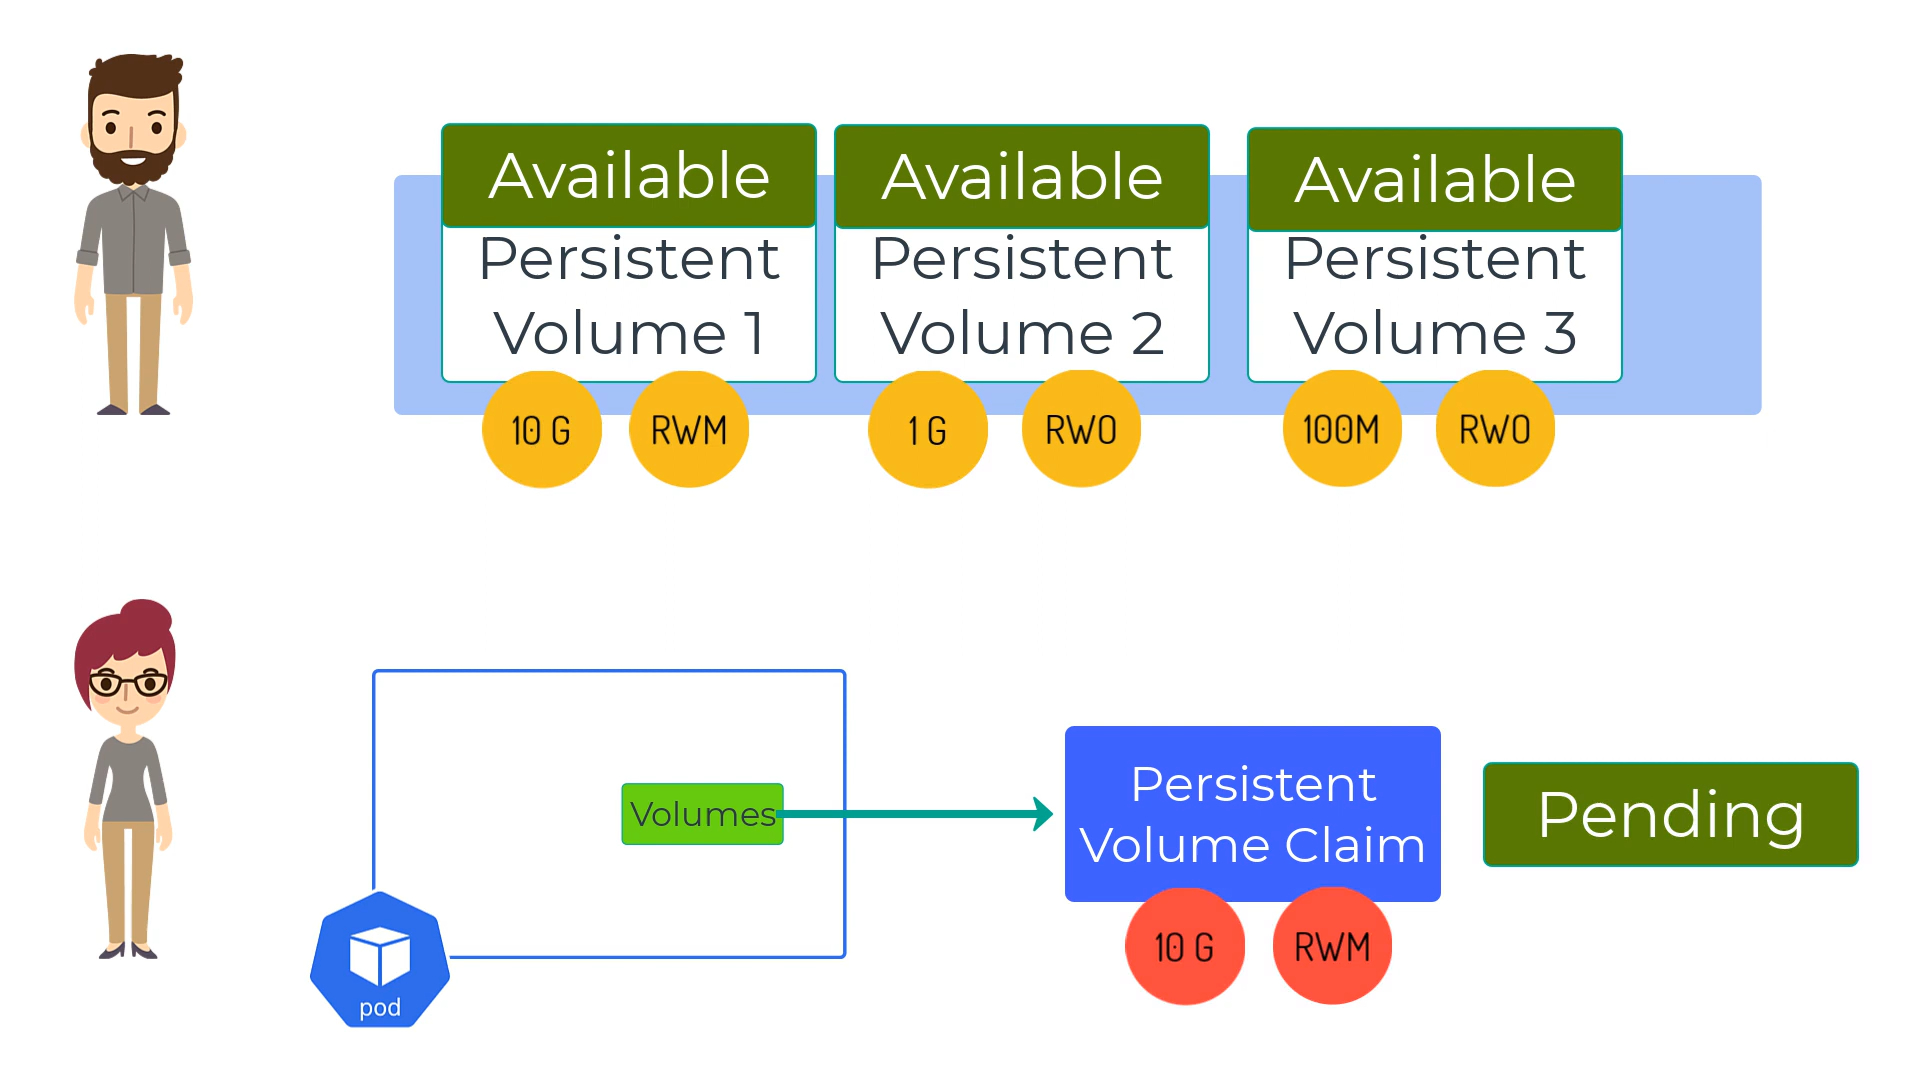 Available
Available
Available
Persistent
Volume 1
Persistent
Volume 2
Persistent
Volume 3
10 G
RWM
1 G
RWO
100M
RWO
Volumes
Persistent
Volume Claim
Pending
10 G
RWM
pod